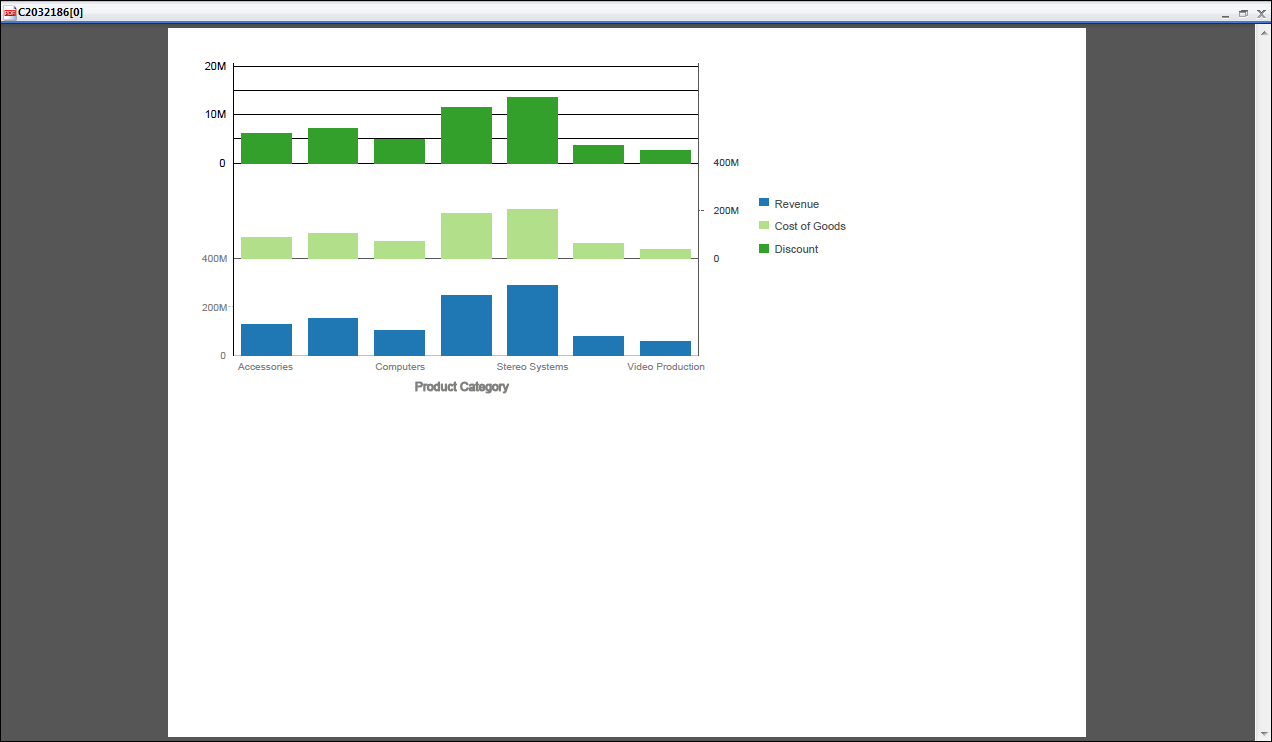 C2032186[0]
20M
10M
0
400M
200M
0
Revenue
Cost of Goods
Discount
400M
200M
0
Accessories Computers Stereo Systems Video Production
Product Category